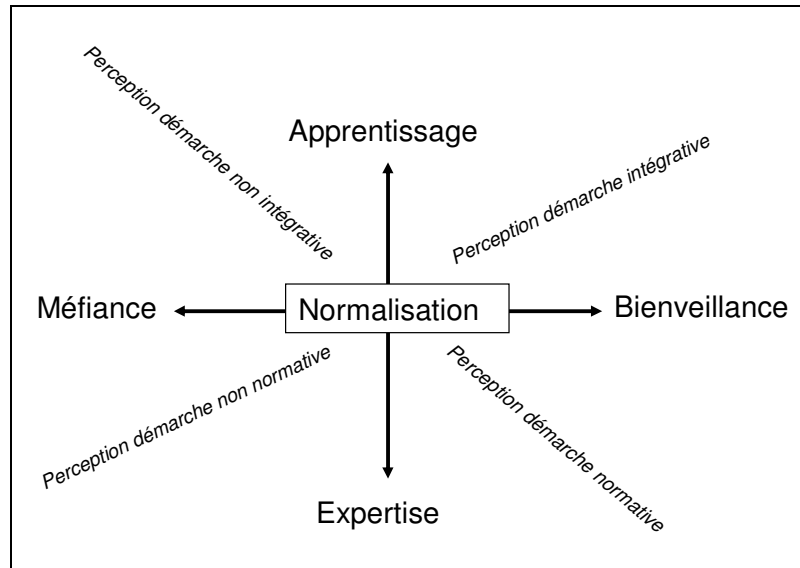 Perception démarche non intégrative
Apprentissage
Perception démarche intégrative
Méfiance
Normalisation
Bienveillance
Perception démarche non normative
Perception démarche normative
Expertise